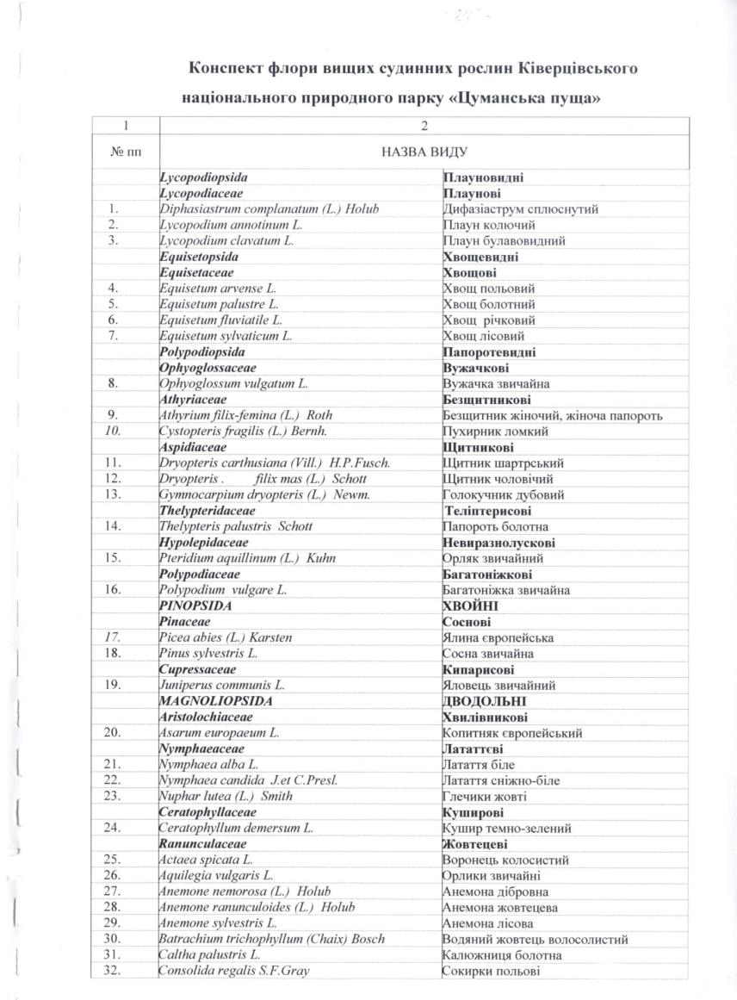 Конспект флори вищих судинних рослин Ківерцівського
національного природного парку «Цуманська пуща»
1 2
№ пп НАЗВА ВИДУ
Lycopodiopsida Плауновидні
Lycopodiaceae Плаунові
1. Diphasiastrum complanatum (L.) Holub Дифазіаструм сплюснутий
2. Lycopodium annotinum L. Плаун колючий
3. Lycopodium clavatum L. Плаун булавовидний
Equisetopsida Хвощевидні
Equisetaceae Хвощові
4. Equisetum arvense L. Хвощ польовий
5. Equisetum palustre L. Хвощ болотний
6. Equisetum fluviatile L. Хвощ річковий
7. Equisetum sylvaticum L. Хвощ лісовий
Polypodiopsida Папоротевидні
Ophyoglossaceae Вужачкові
8. Ophyoglossum vulgatum L. Вужачка звичайна
Athyriaceae Безщитникові
9. Athyrium filix-femina (L.) Roth Безщитник жіночий, жіноча папороть
10. Cystopteris fragilis (L.) Bernh. Пухирник ломкий
Aspidiaceae Щитникові
11. Dryopteris carthusiana (Vill.) H.P.Fusch. Щитник шартрський
12. Dryopteris . filix mas (L.) Schott Щитник чоловічий
13. Gymnocarpium dryopteris (L.) Newm. Голокучник дубовий
Thelypteridaceae Теліптерисові
14. Thelypteris palustris Schott Папороть болотна
Hypolepidaceae Невиразнолускові
15. Pteridium aquillinum (L.) Kuhn Орляк звичайний
Polypodiaceae Багатоніжкові
16. Polypodium vulgare L. Багатоніжка звичайна
PINOPSIDA ХВОЙНІ
Pinaceae Соснові
17. Picea abies (L.) Karsten Ялина європейська
18. Pinus sylvestris L. Сосна звичайна
Cupressaceae Кипарисові
19. Juniperus communis L. Яловець звичайний
MAGNOLIOPSIDA ДВОДОЛЬНІ
Aristolochiaceae Хвилівникові
20. Asarum europaeum L. Копитняк європейський
Nymphaeaceae Лататтєві
21. Nymphaea alba L. Латаття біле
22. Nymphaea candida J.et C.Presl. Латаття сніжно-біле
23. Nuphar lutea (L.) Smith Глечики жовті
Ceratophyllaceae Куширові
24. Ceratophyllum demersum L. Кушир темно-зелений
Ranunculaceae Жовтецеві
25. Actaea spicata L. Воронець колосистий
26. Aquilegia vulgaris L. Орлики звичайні
27. Anemone nemorosa (L.) Holub Анемона дібровна
28. Anemone ranunculoides (L.) Holub Анемона жовтецева
29. Anemone sylvestris L. Анемона лісова
30. Batrachium trichophyllum (Chaix) Bosch Водяний жовтець волосолистий
31. Caltha palustris L. Калюжниця болотна
32. Consolida regalis S.F.Gray Сокирки польові